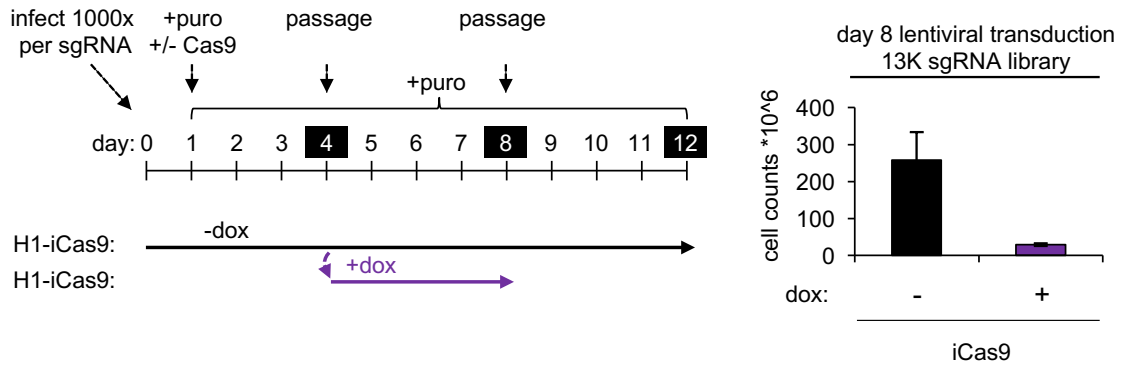 infect 1000x
per sgRNA
+puro
+/- Cas9
passage
passage
+puro
day: 0 1 2 3 4 5 6 7 8 9 10 11 12
H1-iCas9:
-dox
H1-iCas9:
+dox
day 8 lentiviral transduction
13K sgRNA library
cell counts *10^6
400
300
200
100
0
dox: - +
iCas9